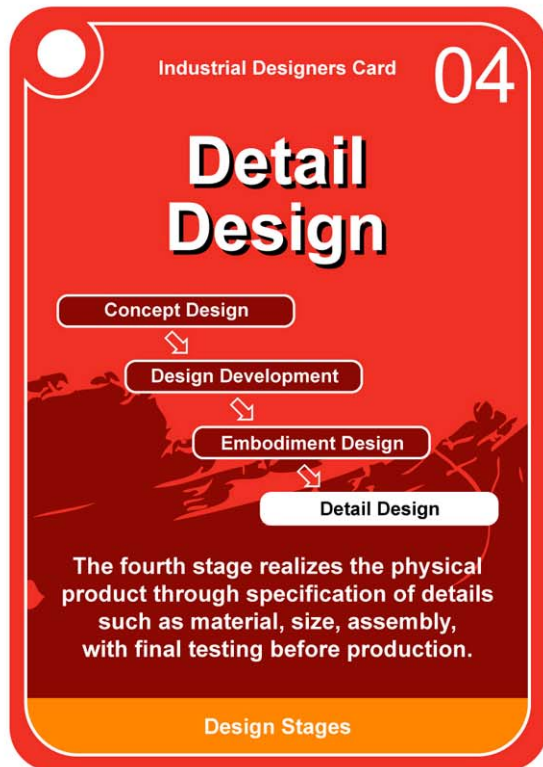 Industrial Designers Card
04
Detail
Design
Concept Design
Design Development
Embodiment Design
Detail Design
The fourth stage realizes the physical
product through specification of details
such as material, size, assembly,
with final testing before production.
Design Stages